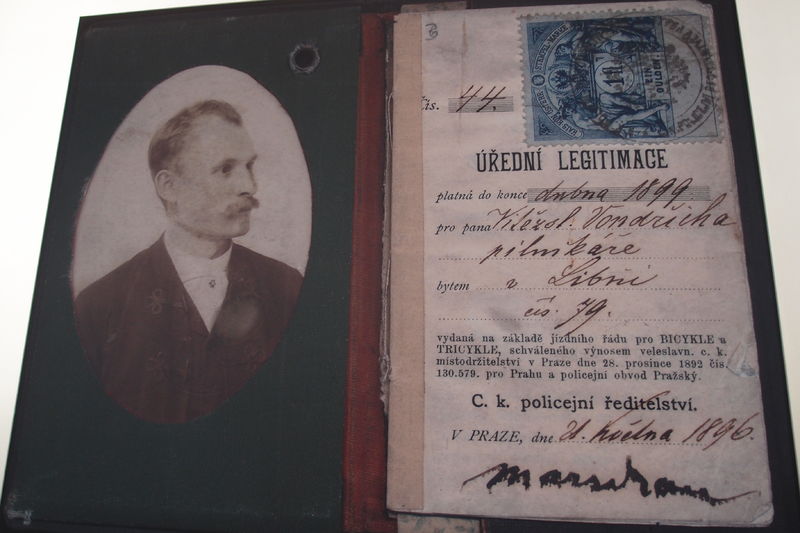 čís. 44.
ÚŘEDNÍ LEGITIMACE
platná do konce dubna 1899
pro pana Vítězsl. Vondřicha
pilníkáře
bytem v Libni
čís. 79.
vydaná na základě jízdního řádu pro BICYKLE a
TRICYKLE, schváleného výnosem veleslavn. c. k.
místodržitelství v Praze dne 28. prosince 1892 čís.
130.579. pro Prahu a policejní obvod Pražský.
C. k. policejní ředitelství.
V PRAZE, dne 21. května 1896.